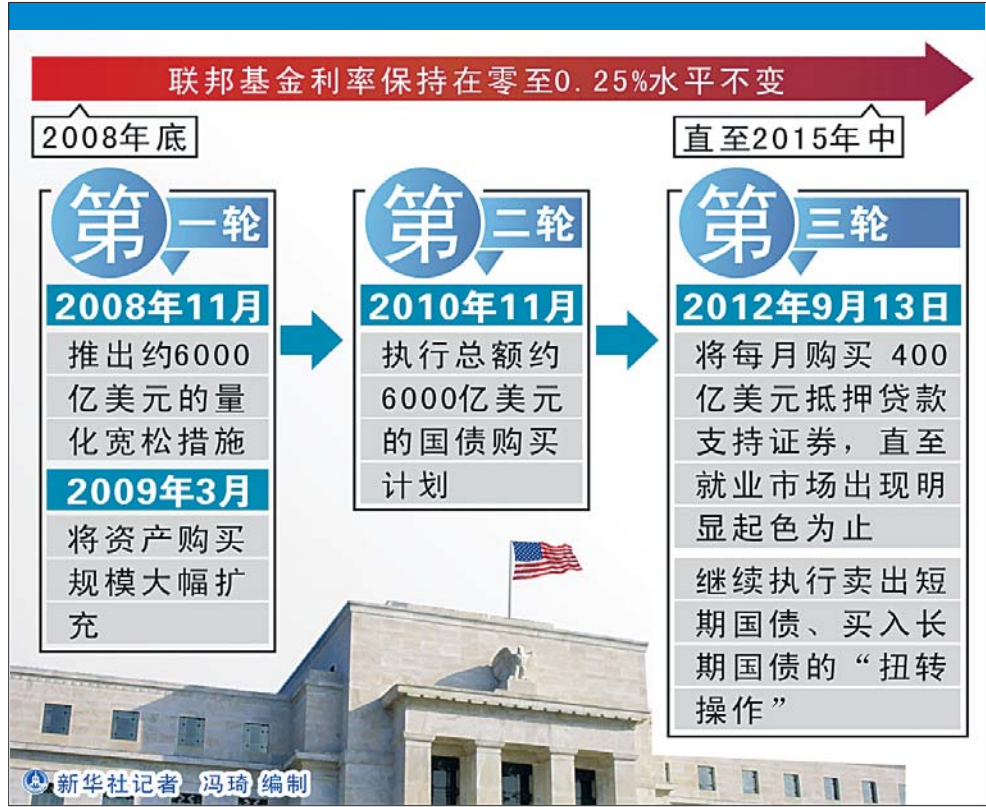 联邦基金利率保持在零至0.25%水平不变
2008年底
直至2015年中
第一轮
2008年11月
推出约6000
亿美元的量
化宽松措施
2009年3月
将资产购买
规模大幅扩
充
第二轮
2010年11月
执行总额约
6000亿美元
的国债购买
计划
第三轮
2012年9月13日
将每月购买 400
亿美元抵押贷款
支持证券，直至
就业市场出现明
显起色为止
继续执行卖出短
期国债、买入长
期国债的“扭转
操作”
新华社记者 冯琦 编制